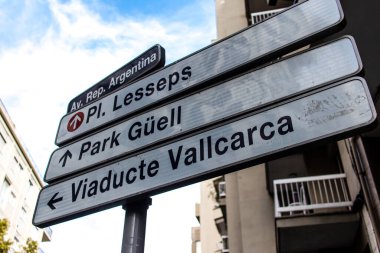 Av. Rep. Argentina
Pl. Lesseps
Park Güell
Viaducte Vallcarca